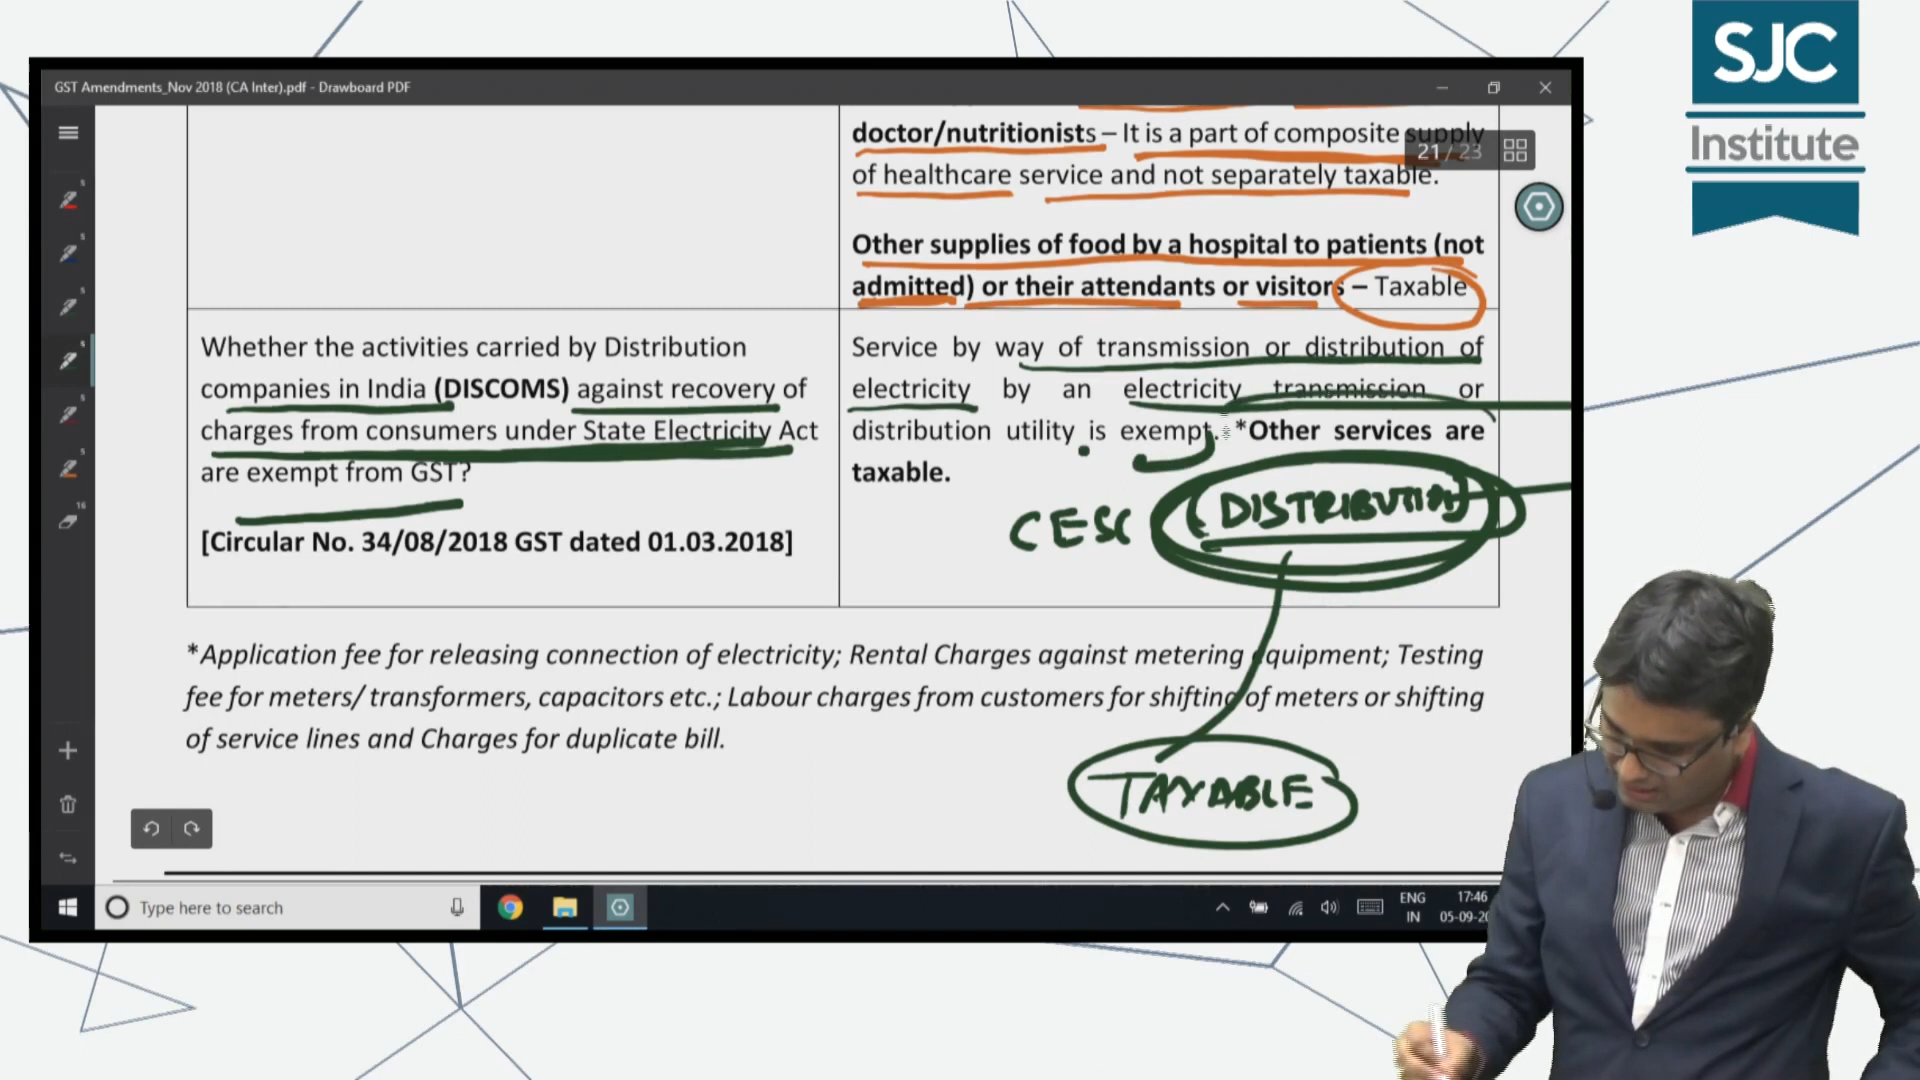 SJC
Institute
GST Amendments_Nov 2018 (CA Inter).pdf - Drawboard PDF
doctor/nutritionists – It is a part of composite supply
21 / 23
of healthcare service and not separately taxable.
Other supplies of food by a hospital to patients (not
admitted) or their attendants or visitors – Taxable
Whether the activities carried by Distribution
companies in India (DISCOMS) against recovery of
charges from consumers under State Electricity Act
are exempt from GST?
[Circular No. 34/08/2018 GST dated 01.03.2018]
Service by way of transmission or distribution of
electricity by an electricity transmission or
distribution utility is exempt. *Other services are
taxable.
CESC (DISTRIBUTION)
*Application fee for releasing connection of electricity; Rental Charges against metering equipment; Testing
fee for meters/ transformers, capacitors etc.; Labour charges from customers for shifting of meters or shifting
of service lines and Charges for duplicate bill.
TAXABLE
Type here to search
ENG
IN
17:46
05-09-20